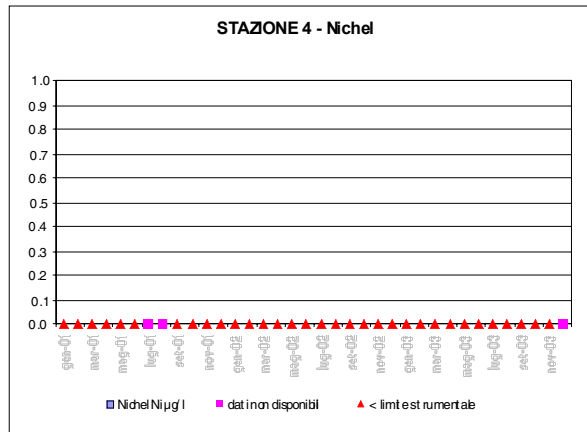 STAZIONE 4 - Nichel
1.0
0.9
0.8
0.7
0.6
0.5
0.4
0.3
0.2
0.1
0.0
gen-01
mar-01
mag-01
lug-01
set-01
nov-01
gen-02
mar-02
mag-02
lug-02
set-02
nov-02
gen-03
mar-03
mag-03
lug-03
set-03
nov-03
Nichel Ni µg/l
dati non disponibil
< limite strumentale